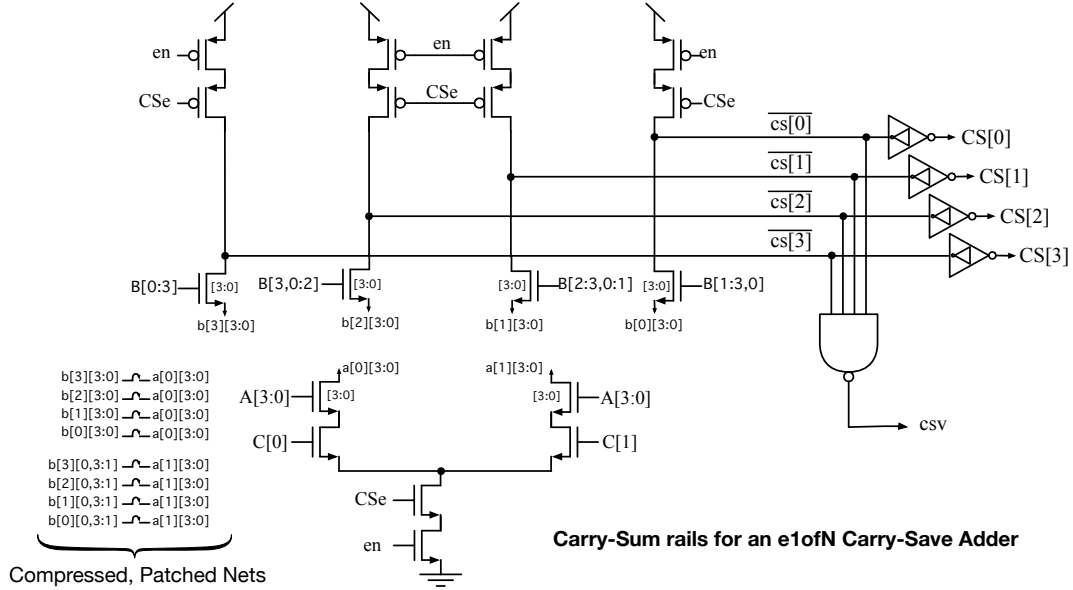 en
en
en
CSe
CSe
CSe
cs[0]
CS[0]
cs[1]
CS[1]
cs[2]
CS[2]
cs[3]
CS[3]
B[0:3]
[3:0]
B[3,0:2]
[3:0]
[3:0]
B[2:3,0:1]
[3:0]
B[1:3,0]
b[3][3:0]
b[2][3:0]
b[1][3:0]
b[0][3:0]
a[0][3:0]
a[1][3:0]
A[3:0]
[3:0]
[3:0]
A[3:0]
C[0]
C[1]
csv
CSe
en
b[3][3:0] a[0][3:0]
b[2][3:0] a[0][3:0]
b[1][3:0] a[0][3:0]
b[0][3:0] a[0][3:0]
b[3][0,3:1] a[1][3:0]
b[2][0,3:1] a[1][3:0]
b[1][0,3:1] a[1][3:0]
b[0][0,3:1] a[1][3:0]
Compressed, Patched Nets
Carry-Sum rails for an e1ofN Carry-Save Adder